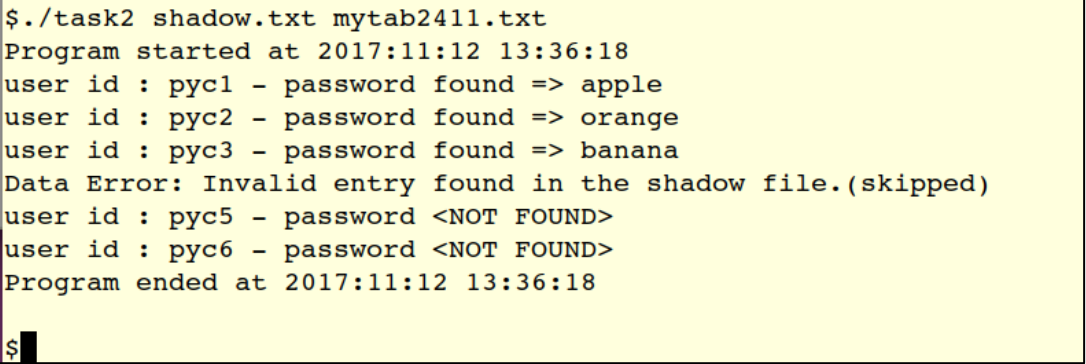 $./task2 shadow.txt mytab2411.txt
Program started at 2017:11:12 13:36:18
user id : pyc1 - password found => apple
user id : pyc2 - password found => orange
user id : pyc3 - password found => banana
Data Error: Invalid entry found in the shadow file.(skipped)
user id : pyc5 - password <NOT FOUND>
user id : pyc6 - password <NOT FOUND>
Program ended at 2017:11:12 13:36:18
$